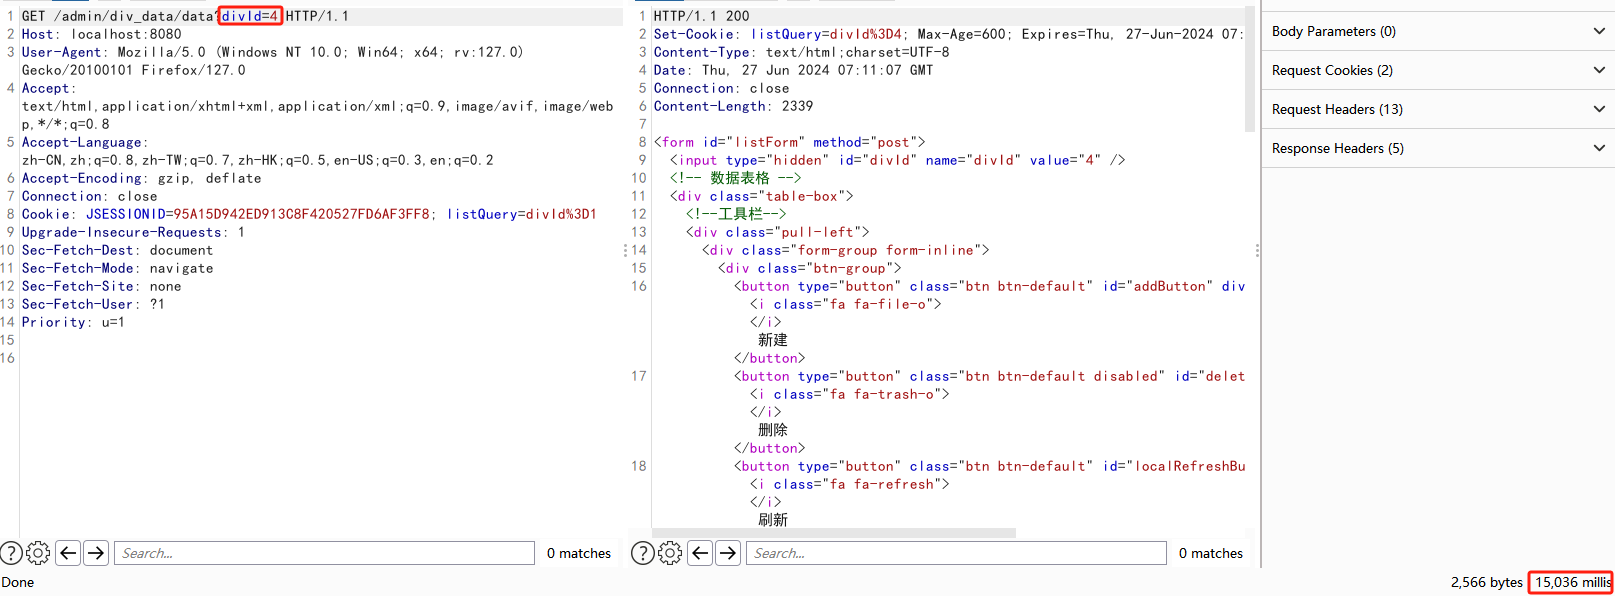 1 GET /admin/div_data/data?divId=4 HTTP/1.1
2 Host: localhost:8080
3 User-Agent: Mozilla/5.0 (Windows NT 10.0; Win64; x64; rv:127.0)
Gecko/20100101 Firefox/127.0
4 Accept:
text/html,application/xhtml+xml,application/xml;q=0.9,image/avif,image/web
p,*/*;q=0.8
5 Accept-Language:
zh-CN,zh;q=0.8,zh-TW;q=0.7,zh-HK;q=0.5,en-US;q=0.3,en;q=0.2
6 Accept-Encoding: gzip, deflate
7 Connection: close
8 Cookie: JSESSIONID=95A15D942ED913C8F420527FD6AF3FF8; listQuery=divId%3D1
9 Upgrade-Insecure-Requests: 1
10 Sec-Fetch-Dest: document
11 Sec-Fetch-Mode: navigate
12 Sec-Fetch-Site: none
13 Sec-Fetch-User: ?1
14 Priority: u=1
15
16
? Search... 0 matches
1 HTTP/1.1 200
2 Set-Cookie: listQuery=divId%3D4; Max-Age=600; Expires=Thu, 27-Jun-2024 07:
3 Content-Type: text/html;charset=UTF-8
4 Date: Thu, 27 Jun 2024 07:11:07 GMT
5 Connection: close
6 Content-Length: 2339
7
8 <form id="listForm" method="post">
9 <input type="hidden" id="divId" name="divId" value="4" />
10 <!-- 数据表格 -->
11 <div class="table-box">
12 <!--工具栏-->
13 <div class="pull-left">
14 <div class="form-group form-inline">
15 <div class="btn-group">
16 <button type="button" class="btn btn-default" id="addButton" div
<i class="fa fa-file-o">
</i>
新建
</button>
17 <button type="button" class="btn btn-default disabled" id="delet
<i class="fa fa-trash-o">
</i>
删除
</button>
18 <button type="button" class="btn btn-default" id="localRefreshBu
<i class="fa fa-refresh">
</i>
刷新
? Search... 0 matches
Body Parameters (0)
Request Cookies (2)
Request Headers (13)
Response Headers (5)
Done
2,566 bytes 15,036 millis